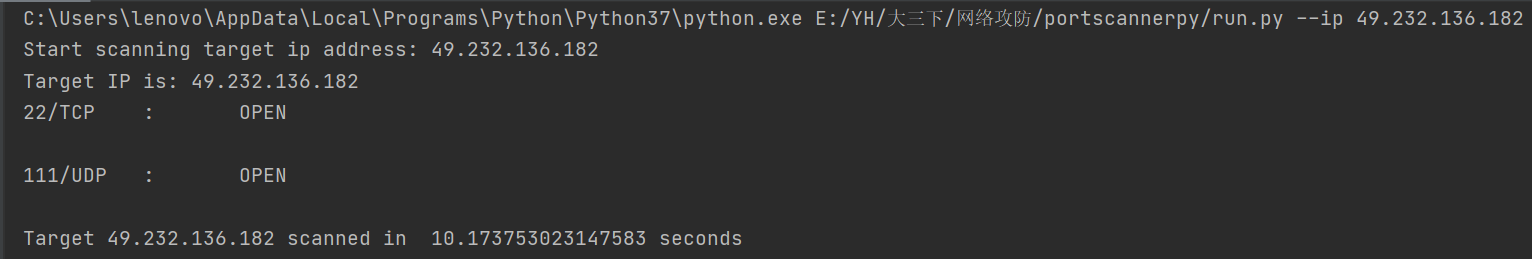 C:\Users\lenovo\AppData\Local\Programs\Python\Python37\python.exe E:/YH/大三下/网络攻防/portscannerpy/run.py --ip 49.232.136.182
Start scanning target ip address: 49.232.136.182
Target IP is: 49.232.136.182
22/TCP   :       OPEN
111/UDP   :       OPEN
Target 49.232.136.182 scanned in  10.173753023147583 seconds